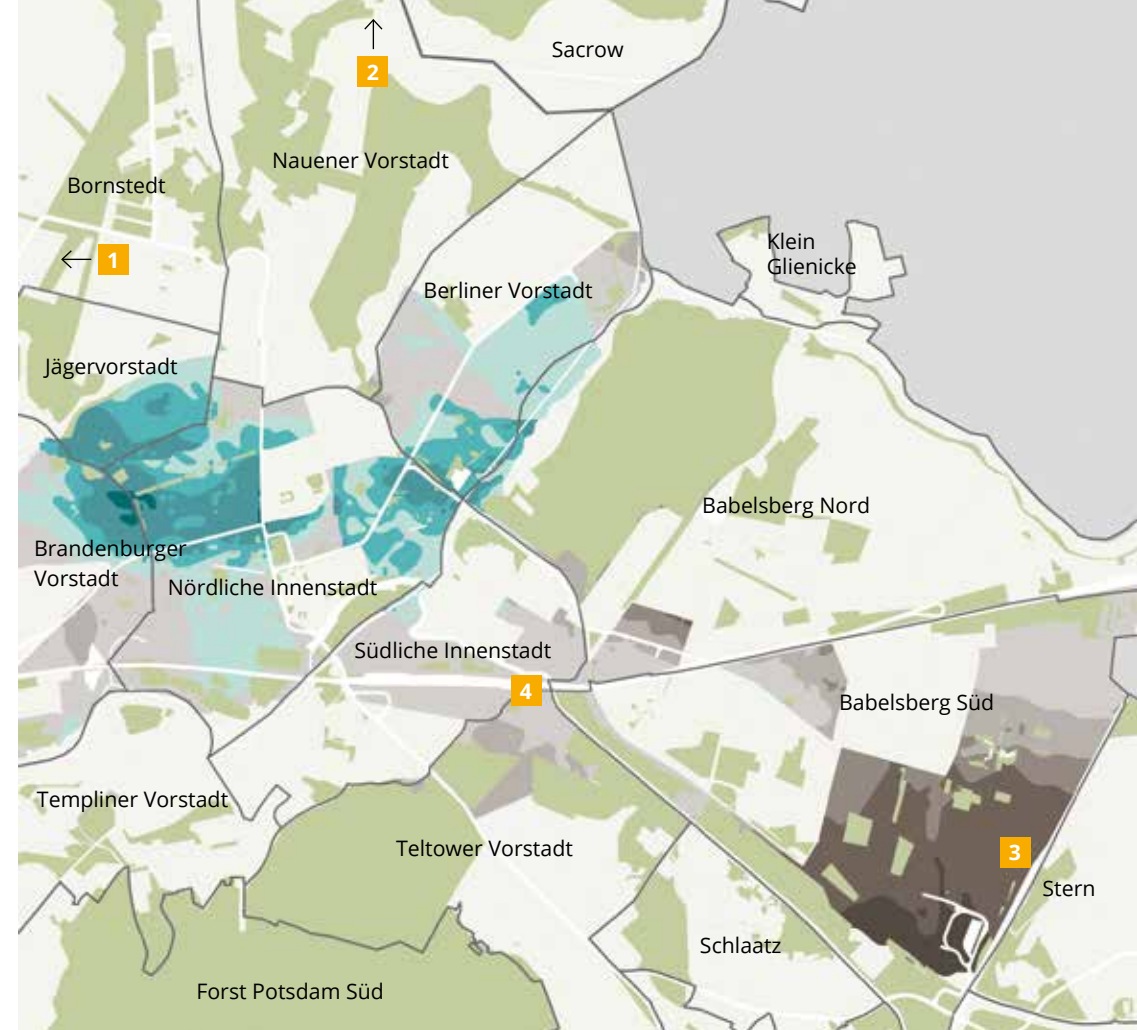 Sacrow
2
Nauener Vorstadt
Bornstedt
1
Klein
Glienicke
Berliner Vorstadt
Jägervorstadt
Babelsberg Nord
Brandenburger
Vorstadt
Nördliche Innenstadt
Südliche Innenstadt
4
Babelsberg Süd
Templiner Vorstadt
Teltower Vorstadt
3
Stern
Schlaatz
Forst Potsdam Süd